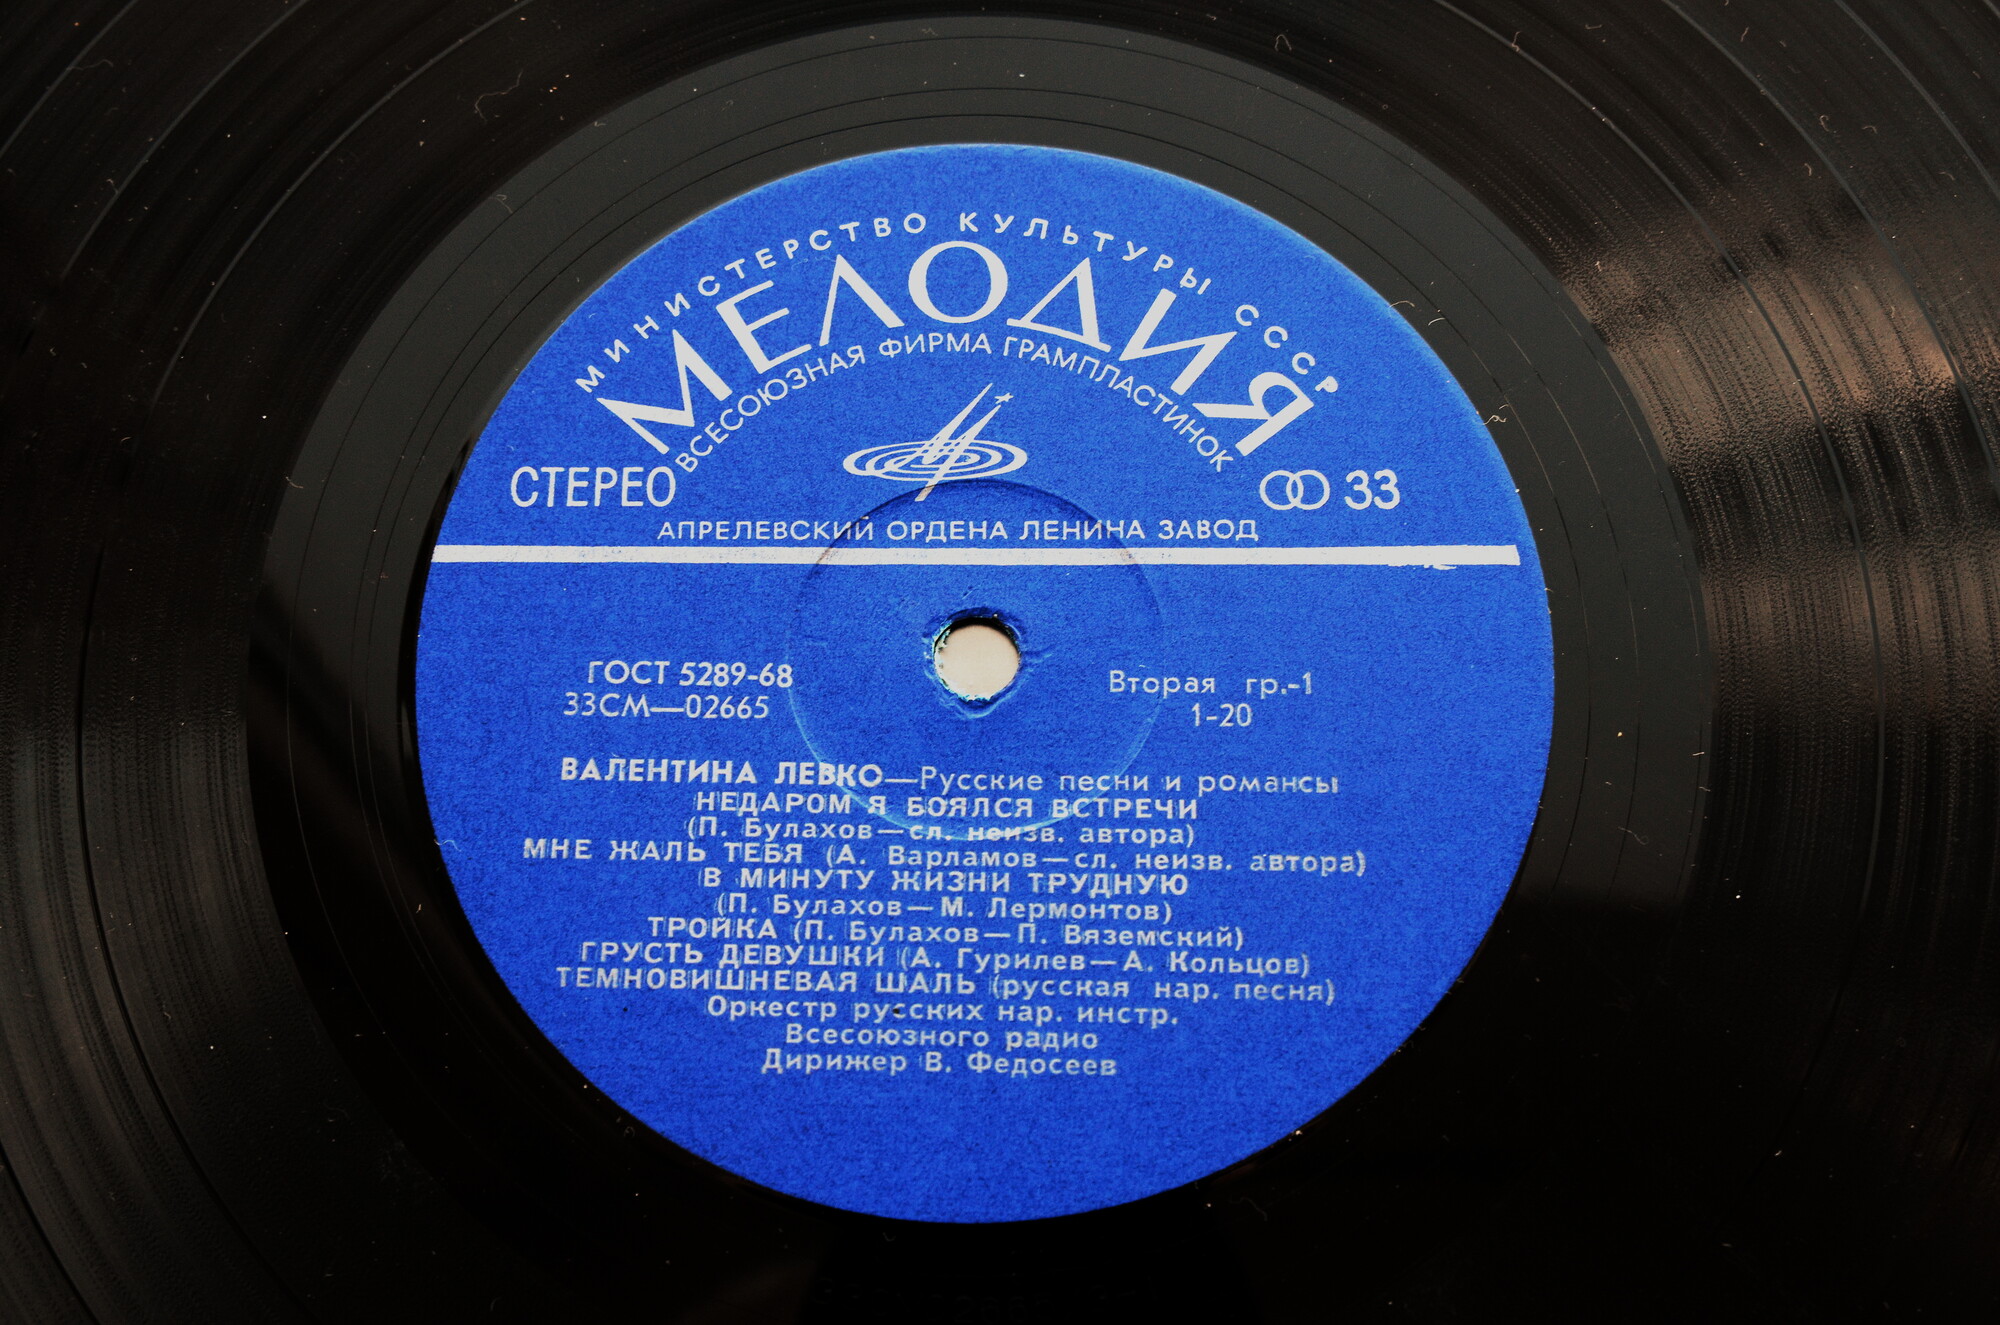 МИНИСТЕРСТВО КУЛЬТУРЫ СССР
МЕЛОДИЯ
ВСЕСОЮЗНАЯ ФИРМА ГРАМПЛАСТИНОК
СТЕРЕО 33
АПРЕЛЕВСКИЙ ОРДЕНА ЛЕНИНА ЗАВОД
ГОСТ 5289-68 Вторая гр.-1
33СМ—02665 1-20
ВАЛЕНТИНА ЛЕВКО—Русские песни и романсы
НЕДАРОМ Я БОЯЛСЯ ВСТРЕЧИ
(П. Булахов—сл. неизв. автора)
МНЕ ЖАЛЬ ТЕБЯ (А. Варламов—сл. неизв. автора)
В МИНУТУ ЖИЗНИ ТРУДНУЮ
(П. Булахов—М. Лермонтов)
ТРОЙКА (П. Булахов—П. Вяземский)
ГРУСТЬ ДЕВУШКИ (А. Гурилев—А. Кольцов)
ТЕМНОВИШНЕВАЯ ШАЛЬ (русская нар. песня)
Оркестр русских нар. инстр.
Всесоюзного радио
Дирижер В. Федосеев